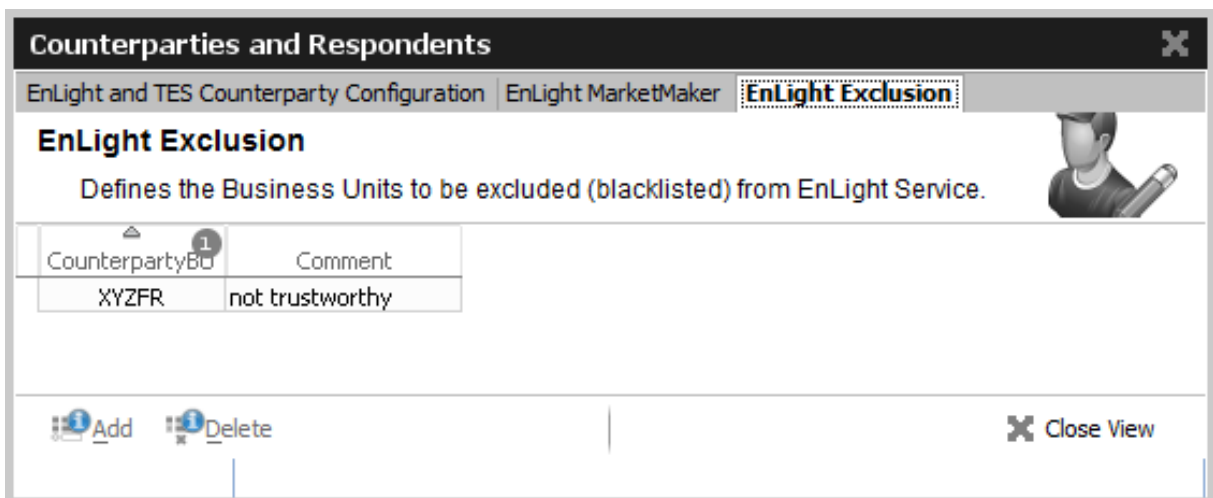 Counterparties and Respondents
EnLight and TES Counterparty Configuration EnLight MarketMaker EnLight Exclusion
EnLight Exclusion
Defines the Business Units to be excluded (blacklisted) from EnLight Service.
1
CounterpartyBU Comment
XYZFR not trustworthy
Add Delete Close View